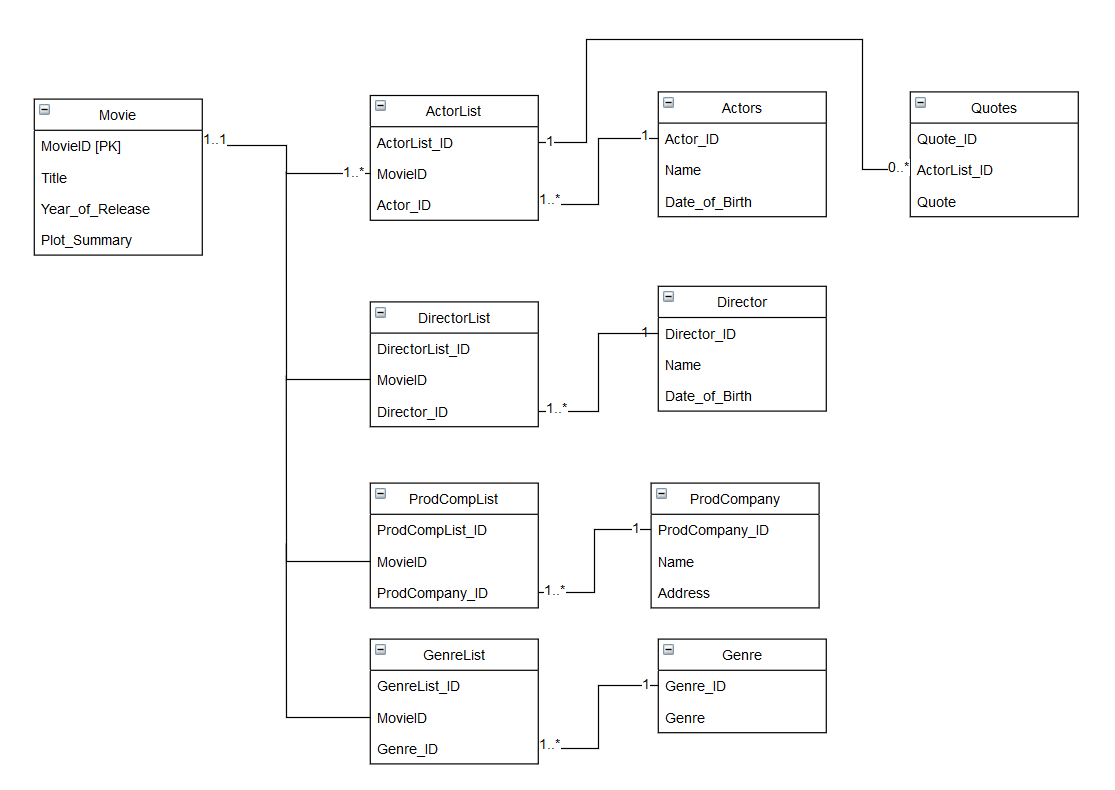 Movie
MovieID [PK]
Title
Year_of_Release
Plot_Summary
1..1
1..*
ActorList
ActorList_ID
MovieID
Actor_ID
1
1..*
1
Actors
Actor_ID
Name
Date_of_Birth
0..*
Quotes
Quote_ID
ActorList_ID
Quote
DirectorList
DirectorList_ID
MovieID
Director_ID
1..*
1
Director
Director_ID
Name
Date_of_Birth
ProdCompList
ProdCompList_ID
MovieID
ProdCompany_ID
1..*
1
ProdCompany
ProdCompany_ID
Name
Address
GenreList
GenreList_ID
MovieID
Genre_ID
1..*
1
Genre
Genre_ID
Genre